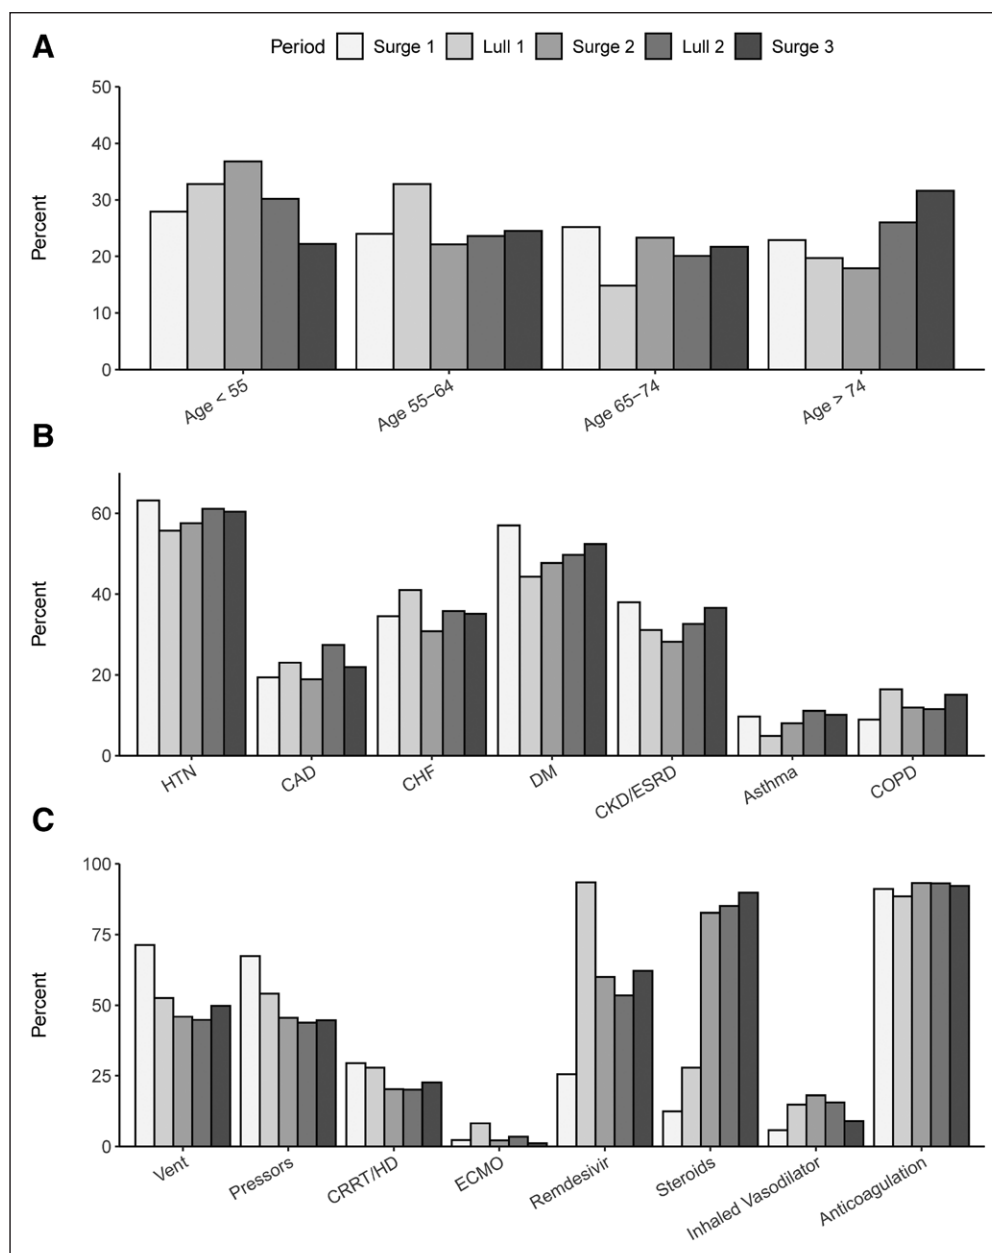 A
Period Surge 1 Lull 1 Surge 2 Lull 2 Surge 3
50
40
30
20
10
0
Percent
Age < 55 Age 55–64 Age 65–74 Age > 74
B
60
40
20
0
Percent
HTN CAD CHF DM CKD/ESRD Asthma COPD
C
100
75
50
25
0
Percent
Vent Pressors CRRT/HD ECMO Remdesivir Steroids Inhaled Vasodilator Anticoagulation